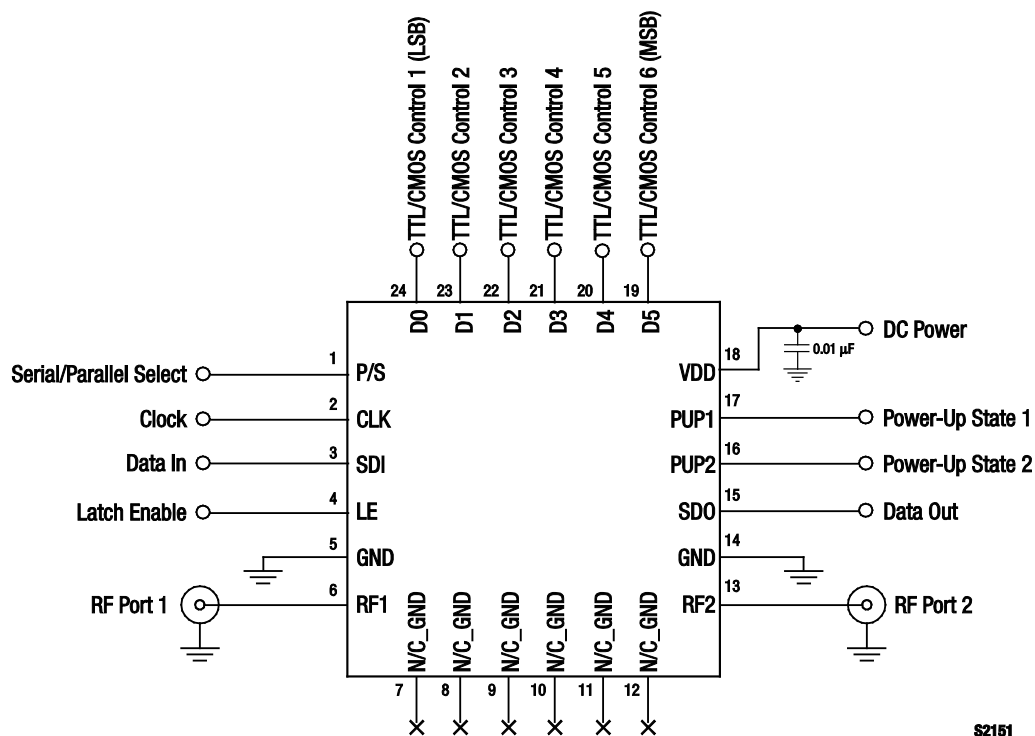 TTL/CMOS Control 1 (LSB)
TTL/CMOS Control 2
TTL/CMOS Control 3
TTL/CMOS Control 4
TTL/CMOS Control 5
TTL/CMOS Control 6 (MSB)
24
23
22
21
20
19
D0
D1
D2
D3
D4
D5
Serial/Parallel Select
1
P/S
Clock
2
CLK
Data In
3
SDI
Latch Enable
4
LE
5
GND
RF Port 1
6
RF1
VDD
18
0.01 µF
DC Power
PUP1
17
Power-Up State 1
PUP2
16
Power-Up State 2
SDO
15
Data Out
GND
14
RF2
13
RF Port 2
N/C_GND
N/C_GND
N/C_GND
N/C_GND
N/C_GND
N/C_GND
7
8
9
10
11
12
S2151